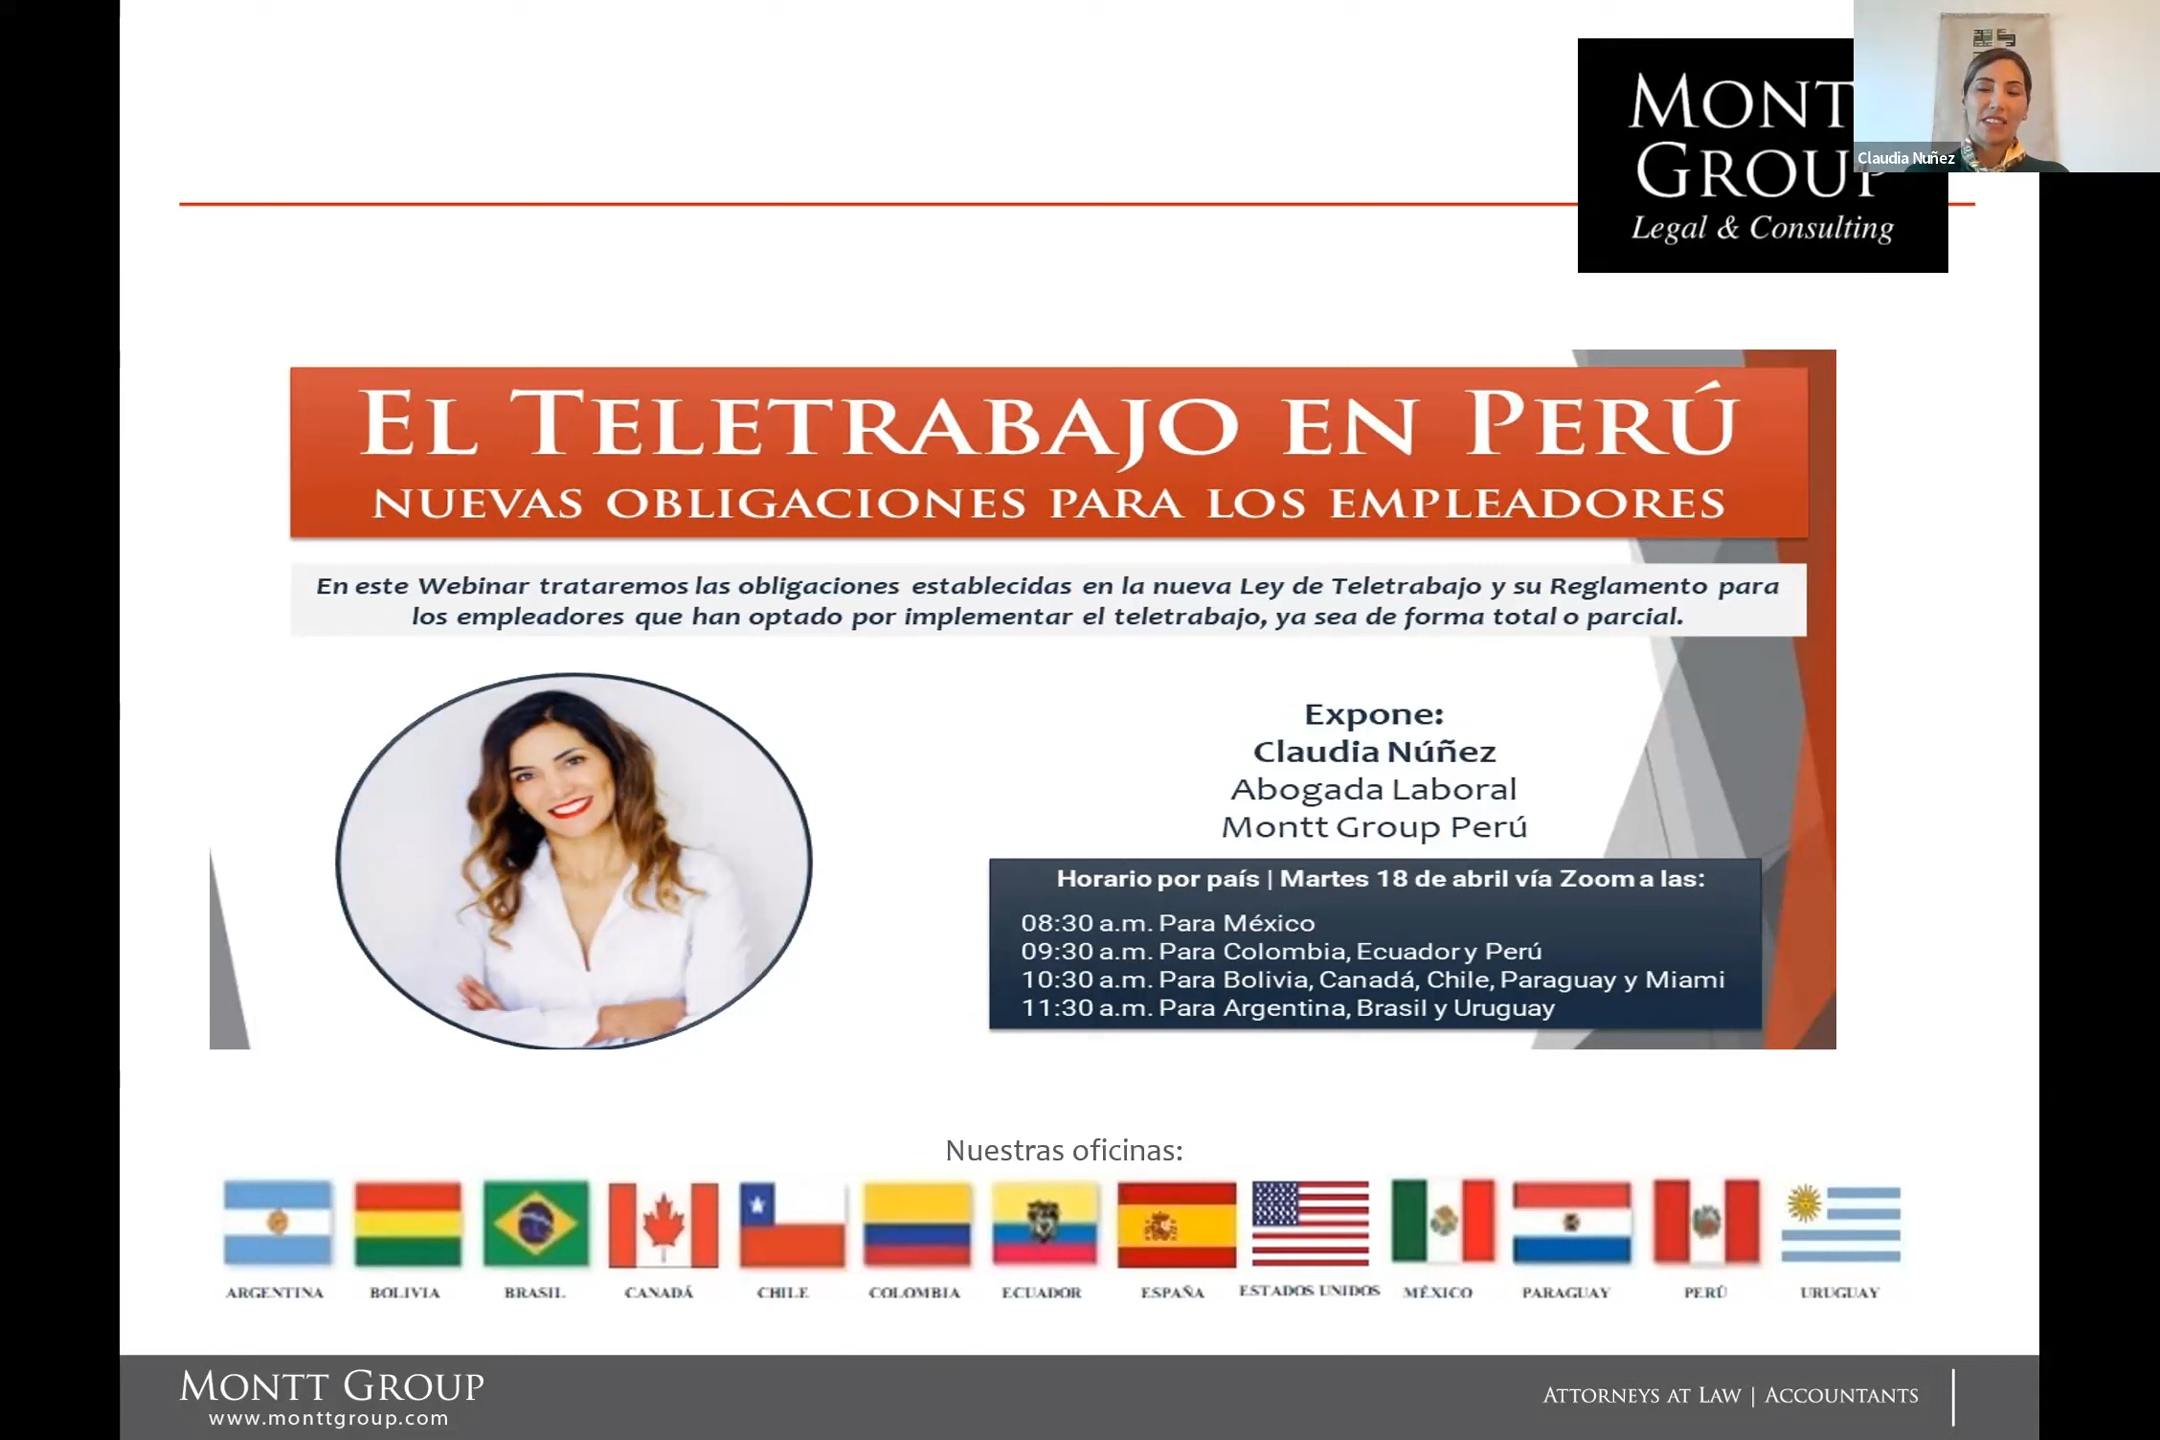 MONT
GROUP
Legal & Consulting
Claudia Nuñez
EL TELETRABAJO EN PERÚ
NUEVAS OBLIGACIONES PARA LOS EMPLEADORES
En este Webinar trataremos las obligaciones establecidas en la nueva Ley de Teletrabajo y su Reglamento para
los empleadores que han optado por implementar el teletrabajo, ya sea de forma total o parcial.
Expone:
Claudia Núñez
Abogada Laboral
Montt Group Perú
Horario por país | Martes 18 de abril vía Zoom a las:
08:30 a.m. Para México
09:30 a.m. Para Colombia, Ecuador y Perú
10:30 a.m. Para Bolivia, Canadá, Chile, Paraguay y Miami
11:30 a.m. Para Argentina, Brasil y Uruguay
Nuestras oficinas:
ARGENTINA BOLIVIA BRASIL CANADÁ CHILE COLOMBIA ECUADOR ESPAÑA ESTADOS UNIDOS MÉXICO PARAGUAY PERÚ URUGUAY
MONTT GROUP
www.monttgroup.com
ATTORNEYS AT LAW | ACCOUNTANTS